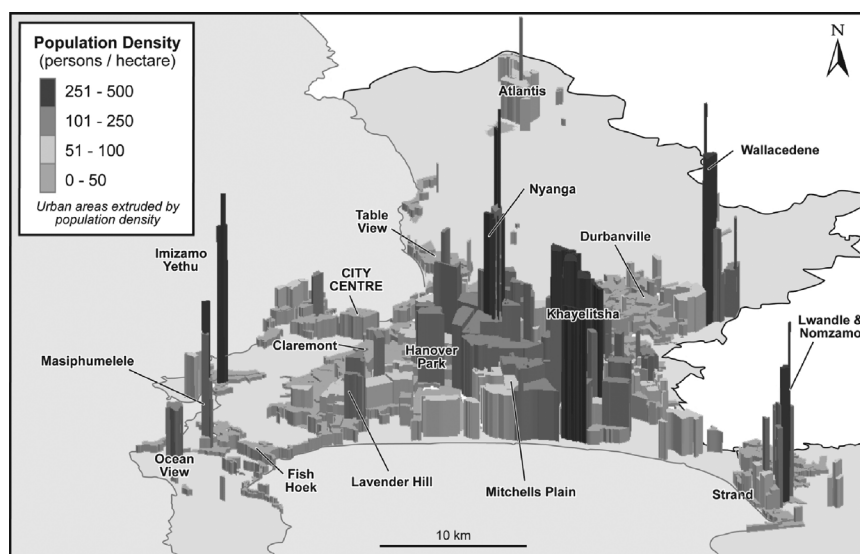 Population Density
(persons / hectare)
251 - 500
101 - 250
51 - 100
0 - 50
Urban areas extruded by
population density
N
Atlantis
Wallacedene
Nyanga
Table
View
Durbanville
Imizamo
Yethu
CITY
CENTRE
Khayelitsha
Lwandle &
Nomzamo
Claremont
Hanover
Park
Masiphumelele
Ocean
View
Fish
Hoek
Lavender Hill
Mitchells Plain
Strand
10 km